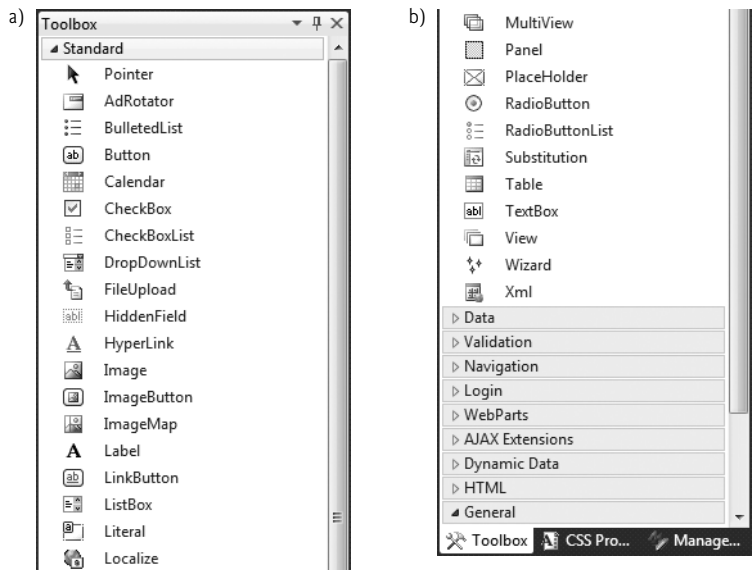 a)
Toolbox
Standard
Pointer
AdRotator
BulletedList
Button
Calendar
CheckBox
CheckBoxList
DropDownList
FileUpload
HiddenField
HyperLink
Image
ImageButton
ImageMap
Label
LinkButton
ListBox
Literal
Localize
b)
MultiView
Panel
PlaceHolder
RadioButton
RadioButtonList
Substitution
Table
TextBox
View
Wizard
Xml
Data
Validation
Navigation
Login
WebParts
AJAX Extensions
Dynamic Data
HTML
General
Toolbox CSS Pro... Manage...